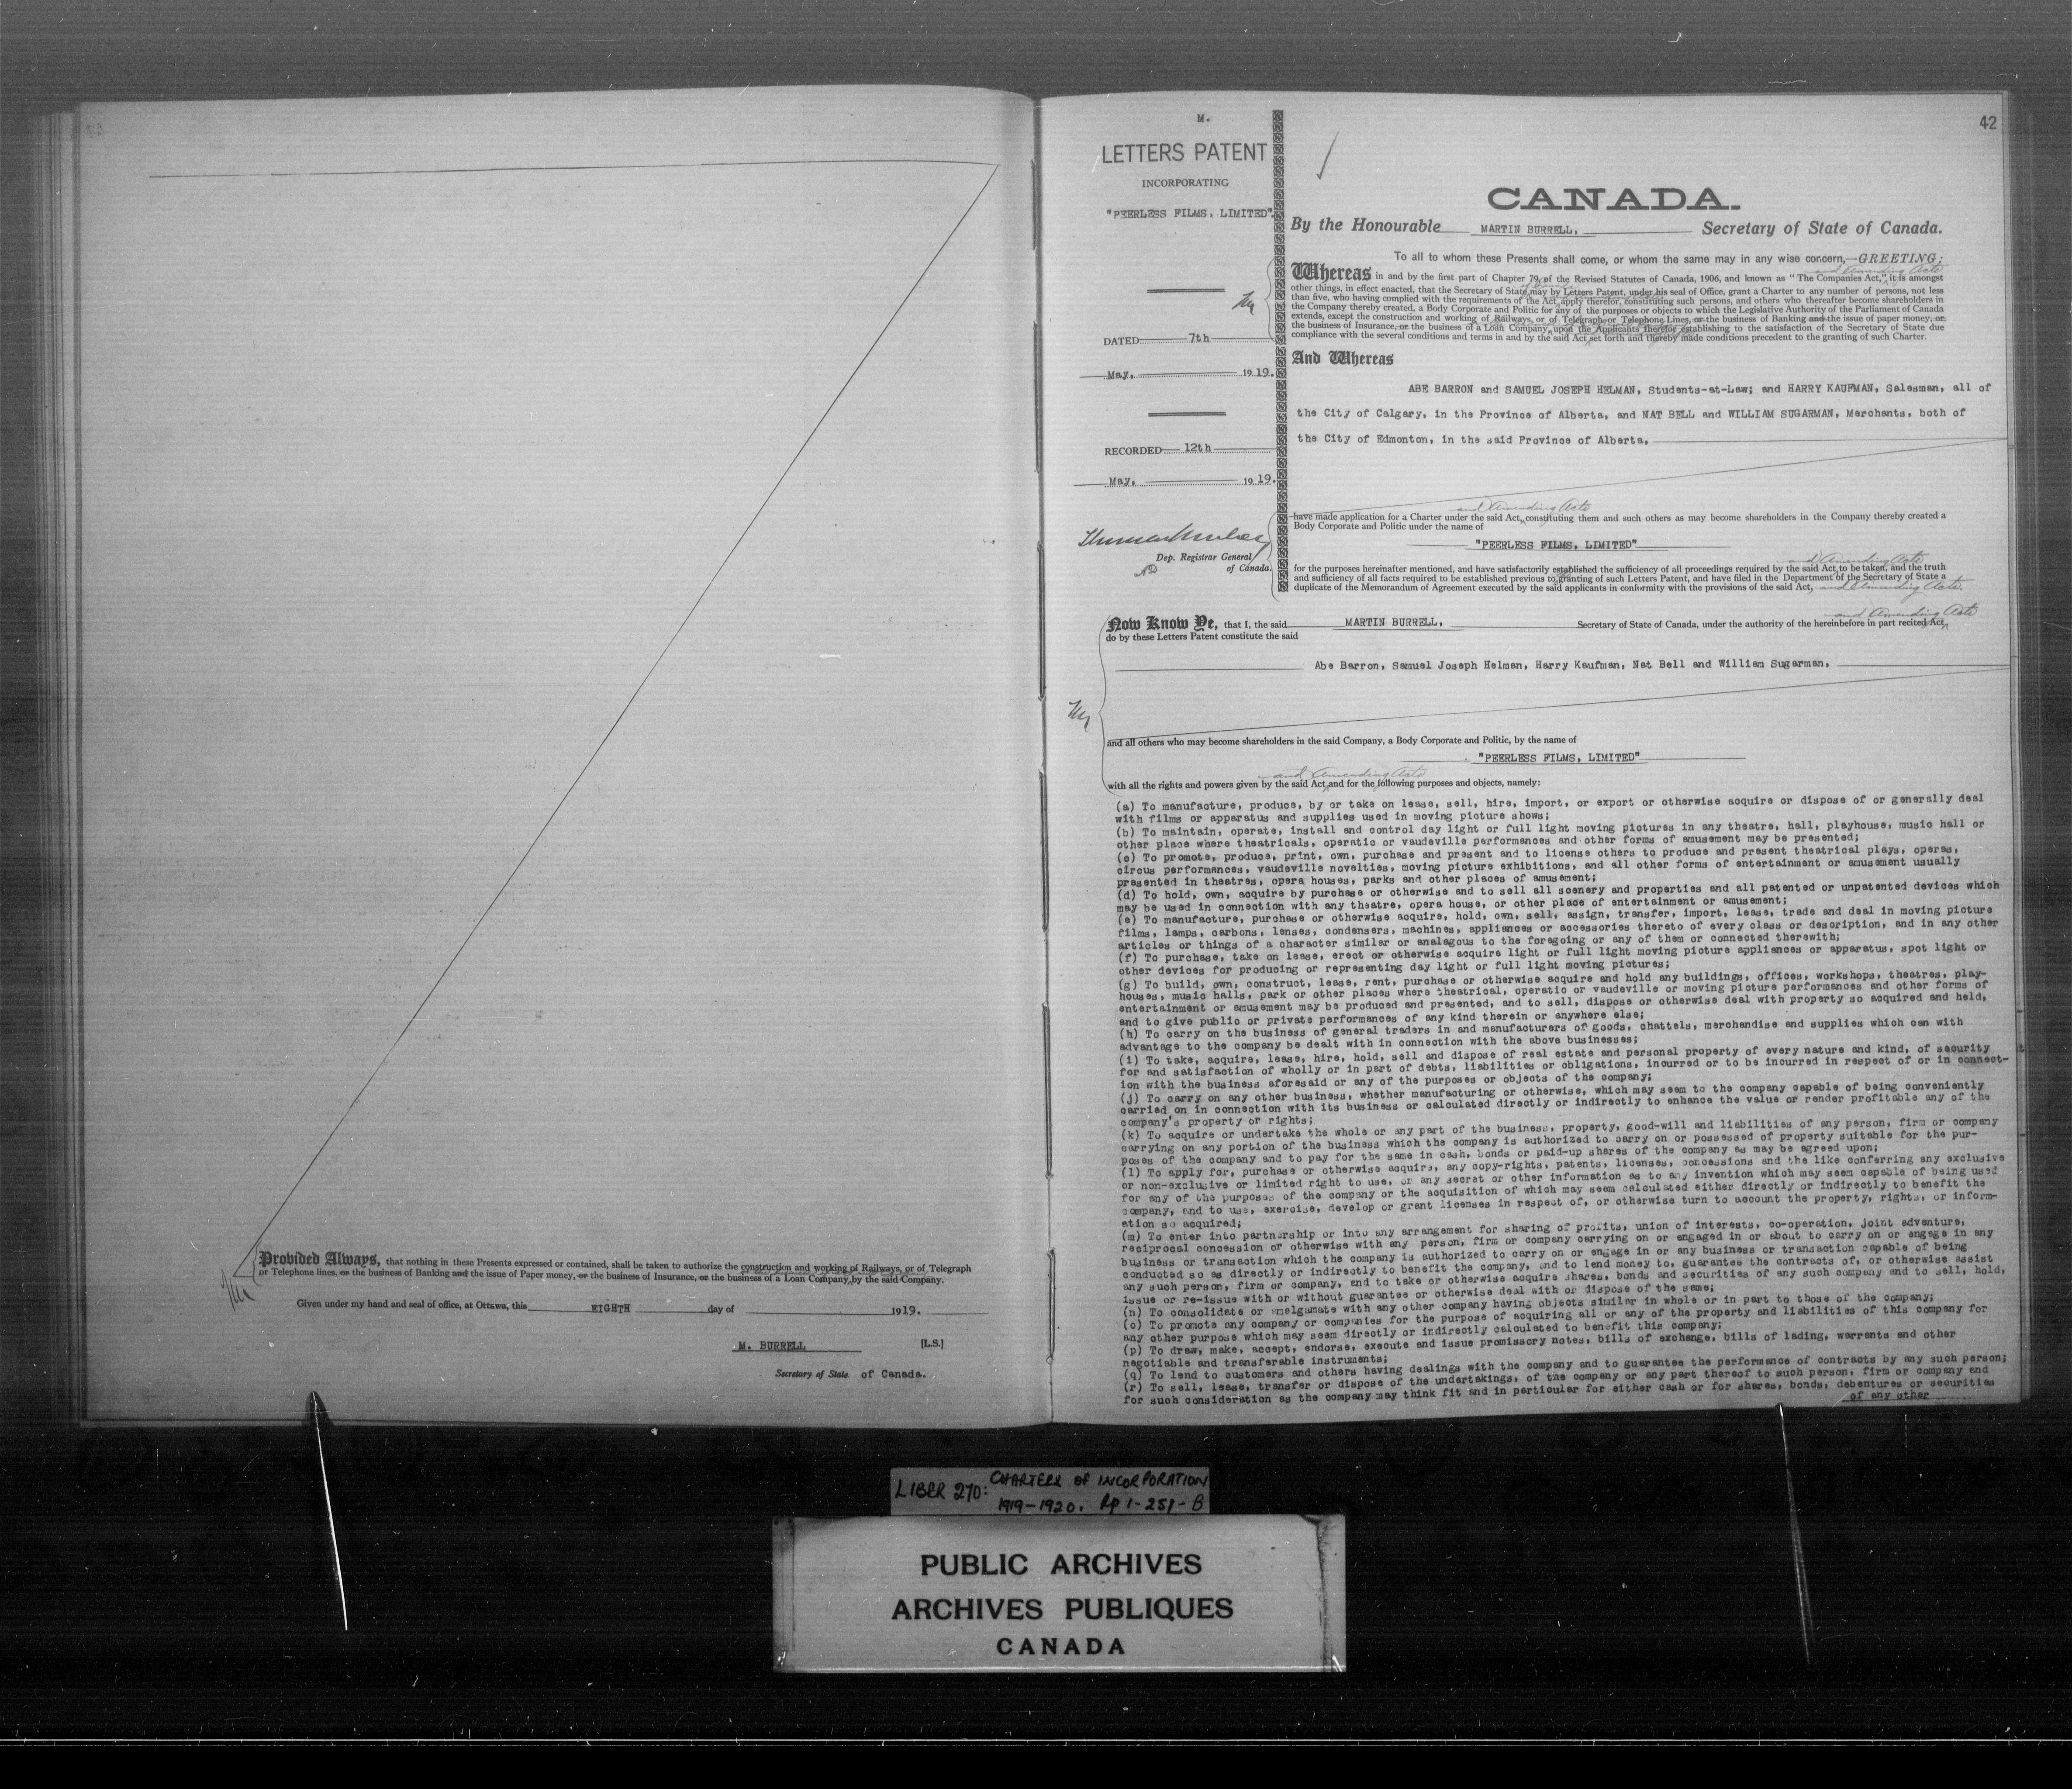 Provided Always, that nothing in these Presents expressed or contained, shall be taken to authorize the construction and working of Railways, or of Telegraph
or Telephone lines, or the business of Banking and the issue of Paper money, or the business of Insurance, or the business of a Loan Company, by the said Company.
Given under my hand and seal of office, at Ottawa, this EIGHTH day of 1919.
M. BURRELL [L.S.]
Secretary of State of Canada.
42
M.
LETTERS PATENT
INCORPORATING
"PEERLESS FILMS, LIMITED".
DATED 7th
May, 1919.
RECORDED 12th
May, 1919.
Dep. Registrar General
of Canada.
CANADA.
By the Honourable MARTIN BURRELL, Secretary of State of Canada.
To all to whom these Presents shall come, or whom the same may in any wise concern,—GREETING:
and Amending Acts
Whereas in and by the first part of Chapter 79, of the Revised Statutes of Canada, 1906, and known as "The Companies Act," it is amongst
other things, in effect enacted, that the Secretary of State may by Letters Patent, under his seal of Office, grant a Charter to any number of persons, not less
than five, who having complied with the requirements of the Act, apply therefor, constituting such persons, and others who thereafter become shareholders in
the Company thereby created, a Body Corporate and Politic for any of the purposes or objects to which the Legislative Authority of the Parliament of Canada
extends, except the construction and working of Railways, or of Telegraph or Telephone Lines, or the business of Banking and the issue of paper money, or
the business of Insurance, or the business of a Loan Company, upon the Applicants therefor establishing to the satisfaction of the Secretary of State due
compliance with the several conditions and terms in and by the said Act, set forth and thereby made conditions precedent to the granting of such Charter.
And Whereas
ABE BARRON and SAMUEL JOSEPH HELMAN, Students-at-Law; and HARRY KAUFMAN, Salesman, all of
the City of Calgary, in the Province of Alberta, and NAT BELL and WILLIAM SUGARMAN, Merchants, both of
the City of Edmonton, in the said Province of Alberta,
and Amending Acts
have made application for a Charter under the said Act, constituting them and such others as may become shareholders in the Company thereby created a
Body Corporate and Politic under the name of
"PEERLESS FILMS, LIMITED"
and Amending Acts
for the purposes hereinafter mentioned, and have satisfactorily established the sufficiency of all proceedings required by the said Act, to be taken, and the truth
and sufficiency of all facts required to be established previous to granting of such Letters Patent, and have filed in the Department of the Secretary of State a
duplicate of the Memorandum of Agreement executed by the said applicants in conformity with the provisions of the said Act, and Amending Acts.
and Amending Acts
Now Know Ye, that I, the said MARTIN BURRELL, Secretary of State of Canada, under the authority of the hereinbefore in part recited Act,
do by these Letters Patent constitute the said
Abe Barron, Samuel Joseph Helman, Harry Kaufman, Nat Bell and William Sugarman,
and all others who may become shareholders in the said Company, a Body Corporate and Politic, by the name of
"PEERLESS FILMS, LIMITED"
and Amending Acts
with all the rights and powers given by the said Act, and for the following purposes and objects, namely:
(a) To manufacture, produce, by or take on lease, sell, hire, import, or export or otherwise acquire or dispose of or generally deal
with films or apparatus and supplies used in moving picture shows;
(b) To maintain, operate, install and control day light or full light moving pictures in any theatre, hall, playhouse, music hall or
other place where theatricals, operatic or vaudeville performances and other forms of amusement may be presented;
(c) To promote, produce, print, own, purchase and present and to license others to produce and present theatrical plays, operas,
circus performances, vaudeville novelties, moving picture exhibitions, and all other forms of entertainment or amusement usually
presented in theatres, opera houses, parks and other places of amusement;
(d) To hold, own, acquire by purchase or otherwise and to sell all scenery and properties and all patented or unpatented devices which
may be used in connection with any theatre, opera house, or other place of entertainment or amusement;
(e) To manufacture, purchase or otherwise acquire, hold, own, sell, assign, transfer, import, lease, trade and deal in moving picture
films, lamps, carbons, lenses, condensers, machines, appliances or accessories thereto of every class or description, and in any other
articles or things of a character similar or analagous to the foregoing or any of them or connected therewith;
(f) To purchase, take on lease, erect or otherwise acquire light or full light moving picture appliances or apparatus, spot light or
other devices for producing or representing day light or full light moving pictures;
(g) To build, own, construct, lease, rent, purchase or otherwise acquire and hold any buildings, offices, workshops, theatres, play-
houses, music halls, park or other places where theatrical, operatic or vaudeville or moving picture performances and other forms of
entertainment or amusement may be produced and presented, and to sell, dispose or otherwise deal with property so acquired and held,
and to give public or private performances of any kind therein or anywhere else;
(h) To carry on the business of general traders in and manufacturers of goods, chattels, merchandise and supplies which can with
advantage to the company be dealt with in connection with the above businesses;
(i) To take, acquire, lease, hire, hold, sell and dispose of real estate and personal property of every nature and kind, of security
for and satisfaction of wholly or in part of debts, liabilities or obligations, incurred or to be incurred in respect of or in connect-
ion with the business aforesaid or any of the purposes or objects of the company;
(j) To carry on any other business, whether manufacturing or otherwise, which may seem to the company capable of being conveniently
carried on in connection with its business or calculated directly or indirectly to enhance the value or render profitable any of the
company's property or rights;
(k) To acquire or undertake the whole or any part of the business, property, good-will and liabilities of any person, firm or company
carrying on any portion of the business which the company is authorized to carry on or possessed of property suitable for the pur-
poses of the company and to pay for the same in cash, bonds or paid-up shares of the company as may be agreed upon;
(l) To apply for, purchase or otherwise acquire, any copy-rights, patents, licenses, concessions and the like conferring any exclusive
or non-exclusive or limited right to use, or any secret or other information as to any invention which may seem capable of being used
for any of the purposes of the company or the acquisition of which may seem calculated either directly or indirectly to benefit the
company, and to use, exercise, develop or grant licenses in respect of, or otherwise turn to account the property, rights, or inform-
ation so acquired;
(m) To enter into partnership or into any arrangement for sharing of profits, union of interests, co-operation, joint adventure,
reciprocal concession or otherwise with any person, firm or company carrying on or engaged in or about to carry on or engage in any
business or transaction which the company is authorized to carry on or engage in or any business or transaction capable of being
conducted so as directly or indirectly to benefit the company, and to lend money to, guarantee the contracts of, or otherwise assist
any such person, firm or company, and to take or otherwise acquire shares, bonds and securities of any such company and to sell, hold,
issue or re-issue with or without guarantee or otherwise deal with or dispose of the same;
(n) To consolidate or amalgamate with any other company having objects similar in whole or in part to those of the company;
(o) To promote any company or companies for the purpose of acquiring all or any of the property and liabilities of this company for
any other purpose which may seem directly or indirectly calculated to benefit this company;
(p) To draw, make, accept, endorse, execute and issue promissory notes, bills of exchange, bills of lading, warrants and other
negotiable and transferable instruments;
(q) To lend to customers and others having dealings with the company and to guarantee the performance of contracts by any such person;
(r) To sell, lease, transfer or dispose of the undertakings, of the company or any part thereof to such person, firm or company and
for such consideration as the company may think fit and in particular for either cash or for shares, bonds, debentures or securities
of any other
LIBER 270: CHARTERS OF INCORPORATION
1919-1920. Pp 1-251-B
PUBLIC ARCHIVES
ARCHIVES PUBLIQUES
CANADA